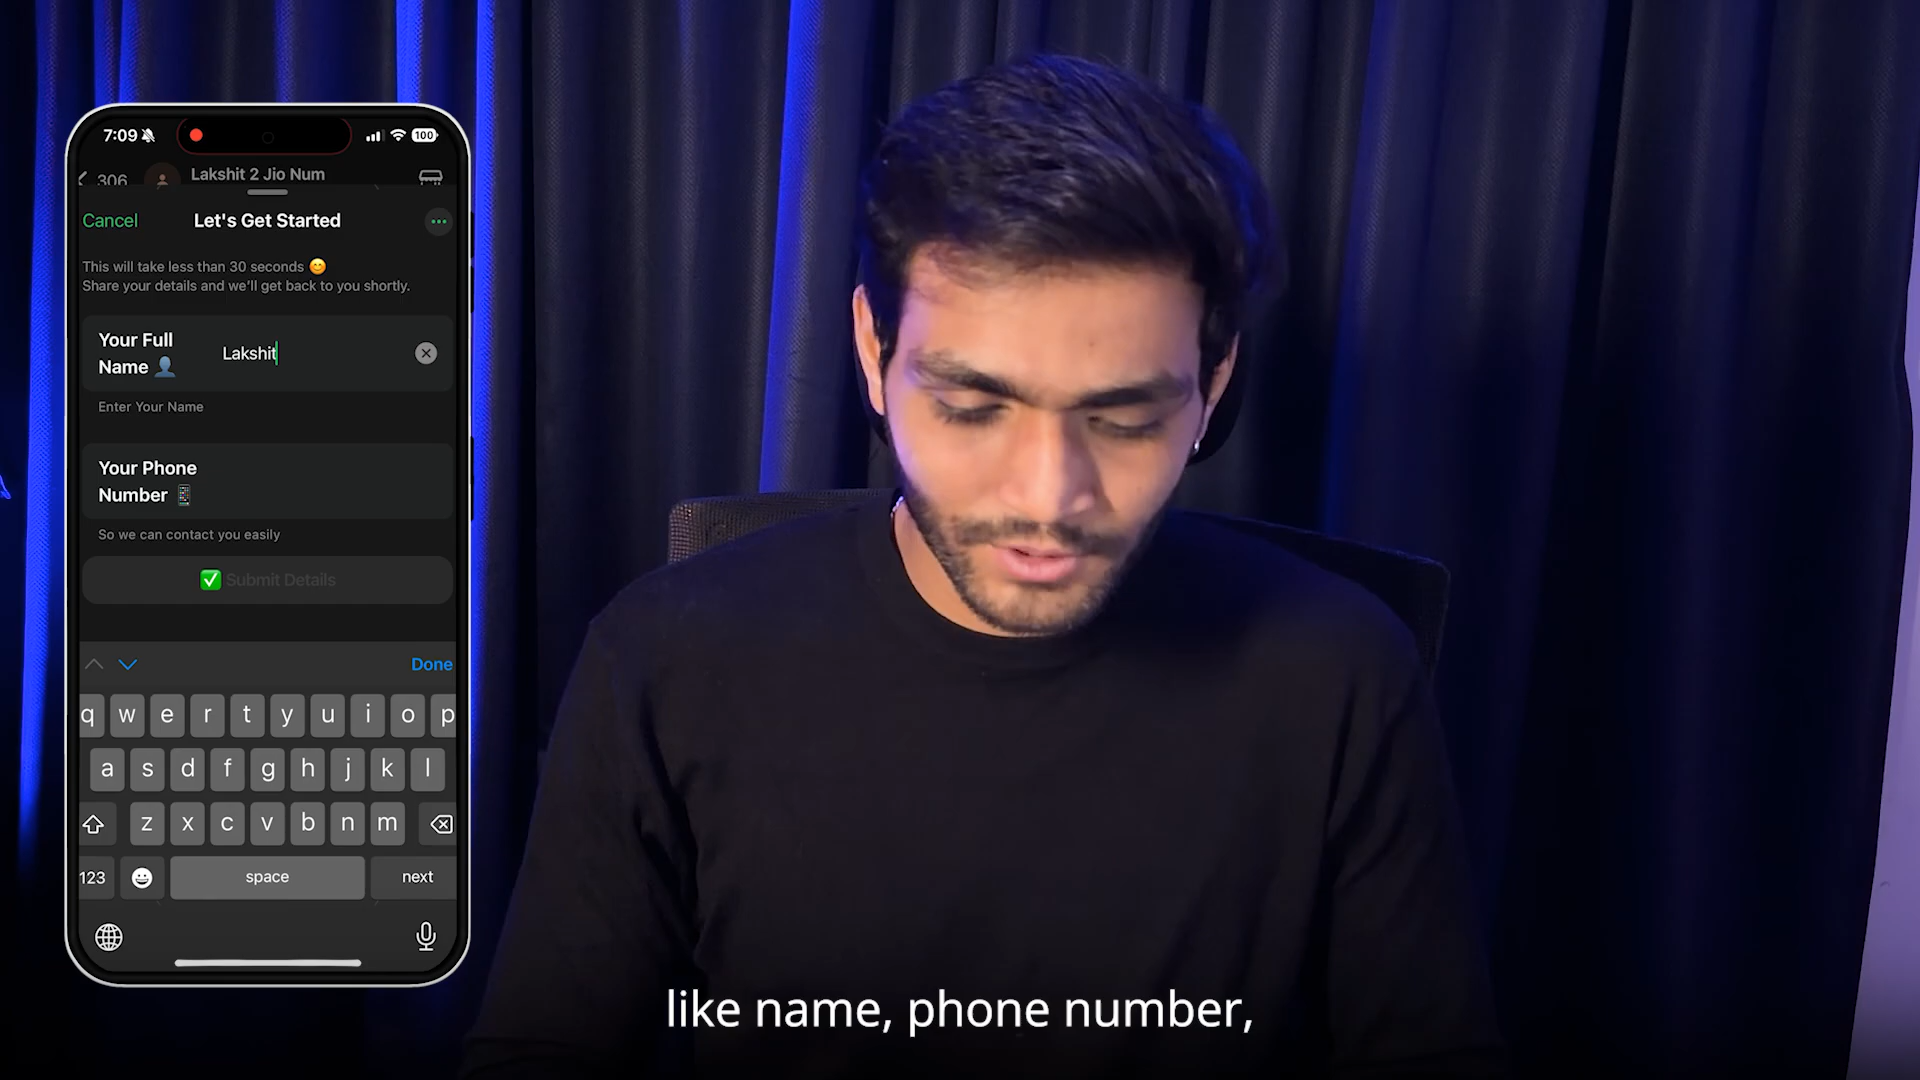 7:09
100
306
Lakshit 2 Jio Num
Cancel
Let's Get Started
This will take less than 30 seconds 😊
Share your details and we'll get back to you shortly.
Your Full
Name 👤
Lakshit
Enter Your Name
Your Phone
Number 📱
So we can contact you easily
✅ Submit Details
Done
q w e r t y u i o p
a s d f g h j k l
z x c v b n m
123
space
next
like name, phone number,